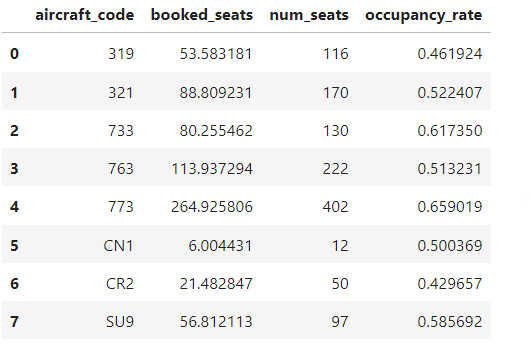 aircraft_code booked_seats num_seats occupancy_rate
0 319 53.583181 116 0.461924
1 321 88.809231 170 0.522407
2 733 80.255462 130 0.617350
3 763 113.937294 222 0.513231
4 773 264.925806 402 0.659019
5 CN1 6.004431 12 0.500369
6 CR2 21.482847 50 0.429657
7 SU9 56.812113 97 0.585692